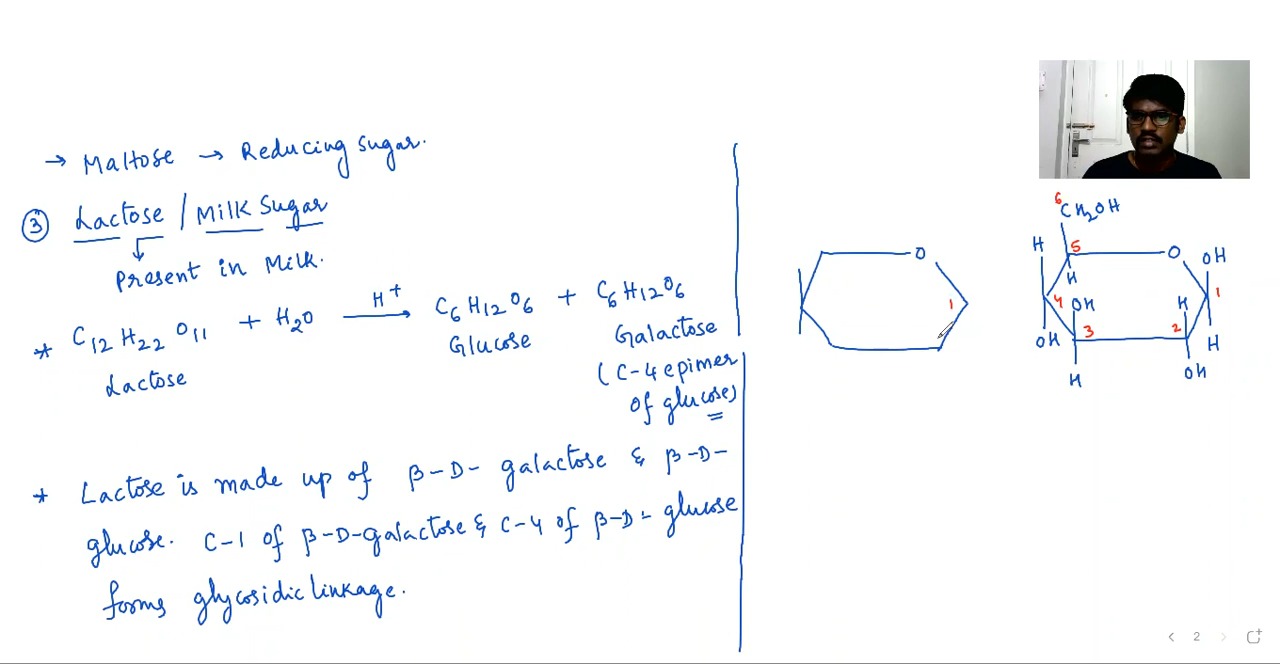 → Maltose → Reducing sugar.
③ Lactose / Milk Sugar
Present in Milk.
* C12H22O11 + H2O H+ → C6H12O6 + C6H12O6
Lactose Glucose Galactose
(C-4 epimer
of glucose)
* Lactose is made up of β-D-galactose & β-D-
glucose. C-1 of β-D-galactose & C-4 of β-D-glucose
forms glycosidic linkage.
O
1
6
CH2OH
H 5 O OH
H
4 OH H 1
OH 3 2 H
H OH
2